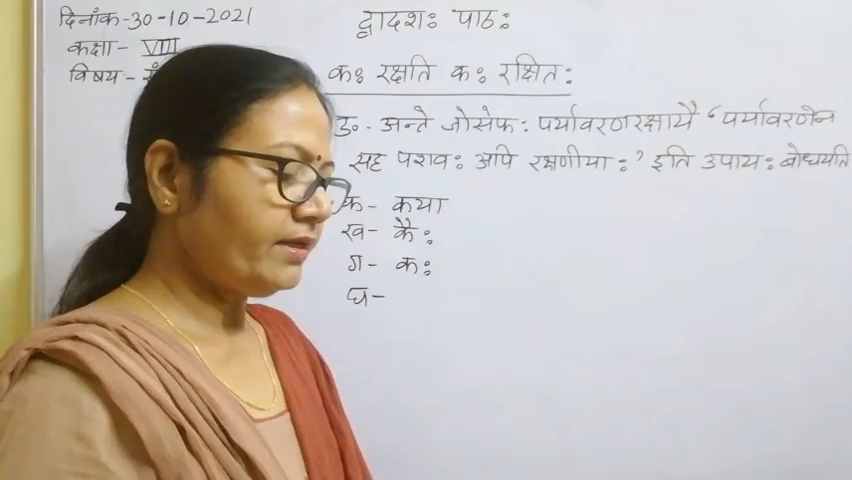 दिनांक-30-10-2021
कक्षा- VIII
विषय-
द्वादशः पाठः
कः रक्षति कः रक्षितः
उ०- अन्ते जोसेफः पर्यावरणरक्षायै ‘पर्यावरणेन
सह पशवः अपि रक्षणीयाः’ इति उपायः बोधयति
क- कया
ख- कैः
ग- कः
घ-